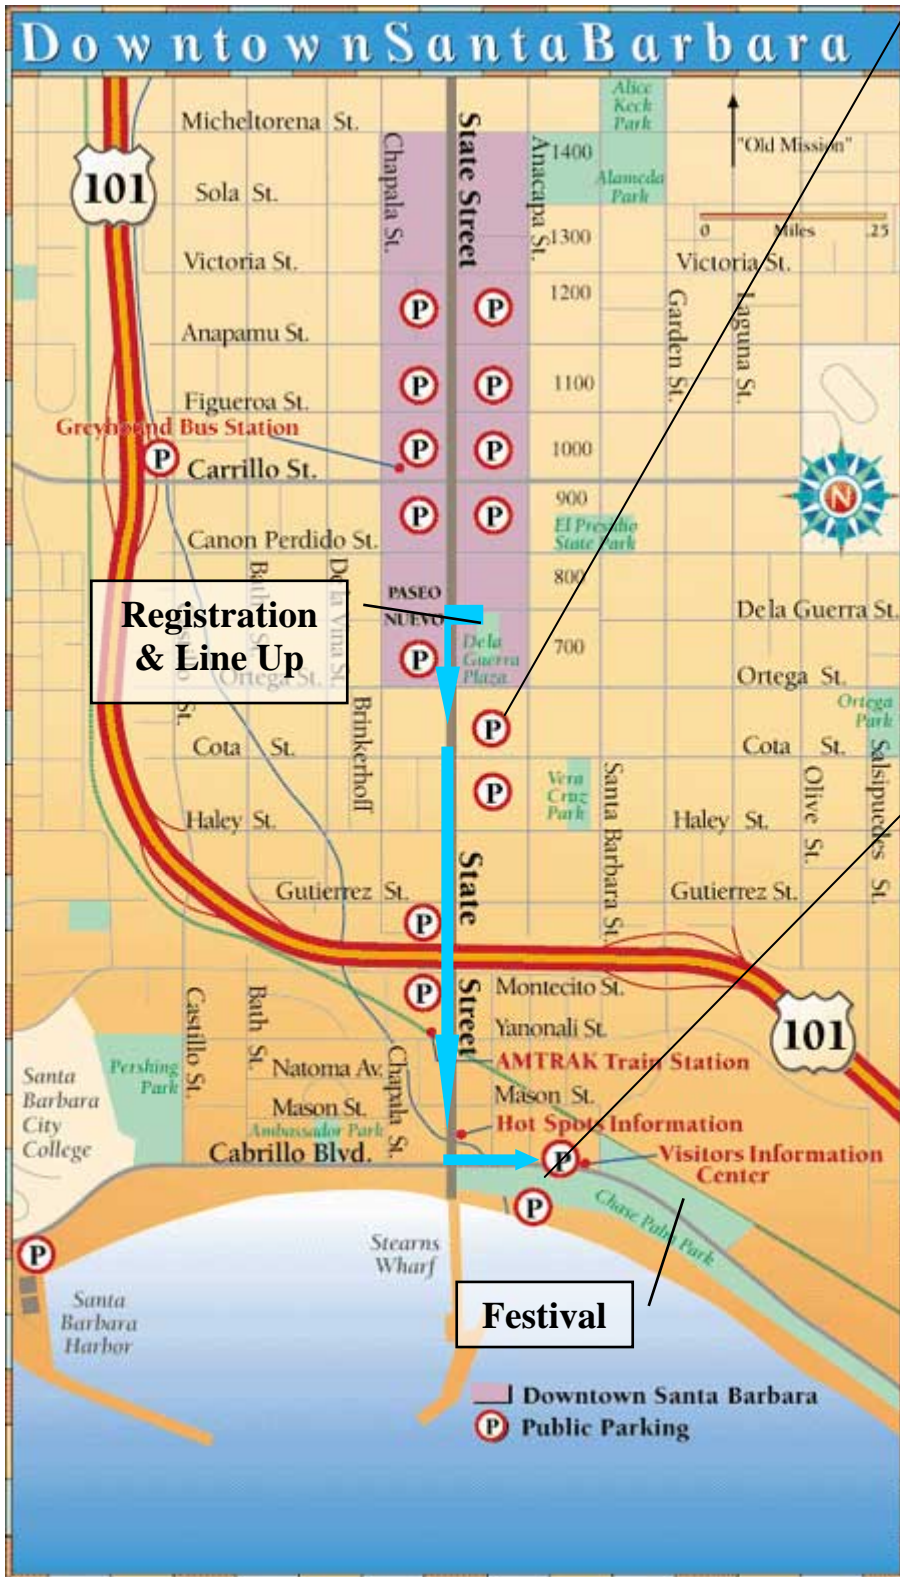 Downtown Santa Barbara
Alice
Keck
Park
Micheltorena St.
State Street
Chapala St.
Anacapa St.
1400
"Old Mission"
101
Sola St.
Alameda
Park
0 Miles .25
1300
Victoria St.
Victoria St.
1200
P
P
Garden St.
Laguna St.
Anapamu St.
P
P
1100
Figueroa St.
Greyhound Bus Station
P
P
P
1000
Carrillo St.
N
900
P
P
El Presidio
State Park
Canon Perdido St.
Bath St.
De la Vina St.
800
PASEO
NUEVO
Registration
& Line Up
De la Guerra St.
De la
Guerra
Plaza
700
P
Ortega St.
Ortega St.
Ortega
Park
St.
Brinkerhoff
P
Cota St.
Cota St.
Salsipuedes St.
Olive St.
Santa Barbara St.
Vera
Cruz
Park
P
Haley St.
Haley St.
State
Street
Gutierrez St.
Gutierrez St.
P
P
Montecito St.
Castillo St.
Bath St.
Yanonali St.
101
Chapala St.
Pershing
Park
Natoma Av.
AMTRAK Train Station
Santa
Barbara
City
College
Mason St.
Mason St.
Ambassador Park
Hot Spots Information
Cabrillo Blvd.
P
Visitors Information
Center
P
Chase Palm Park
P
Stearns
Wharf
Santa
Barbara
Harbor
Festival
Downtown Santa Barbara
P Public Parking